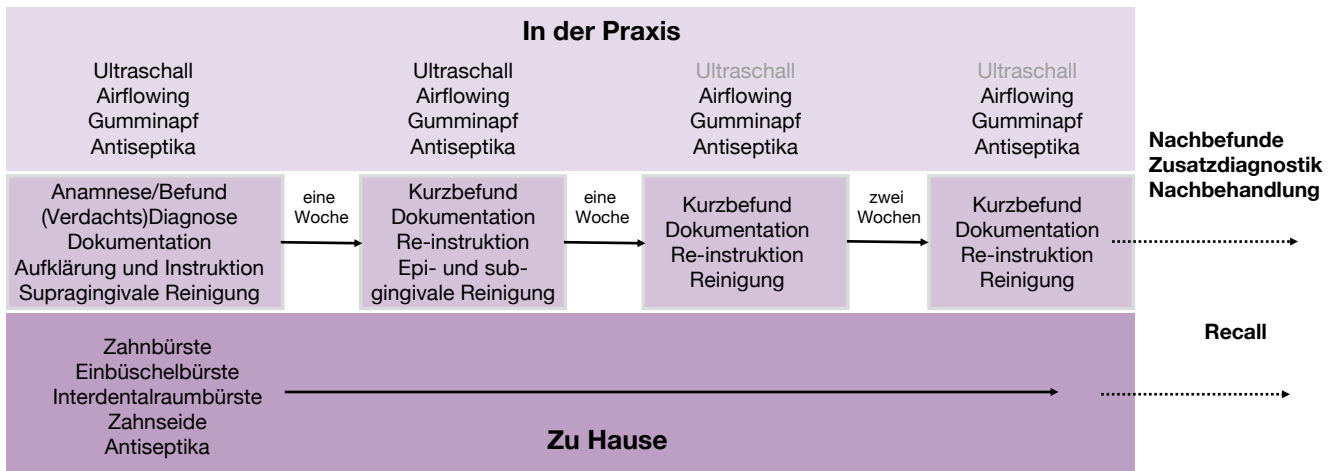 In der Praxis
Ultraschall
Airflowing
Gumminapf
Antiseptika
Ultraschall
Airflowing
Gumminapf
Antiseptika
Ultraschall
Airflowing
Gumminapf
Antiseptika
Ultraschall
Airflowing
Gumminapf
Antiseptika
Nachbefunde
Zusatzdiagnostik
Nachbehandlung
Anamnese/Befund
(Verdachts)Diagnose
Dokumentation
Aufklärung und Instruktion
Supragingivale Reinigung
eine
Woche
Kurzbefund
Dokumentation
Re-instruktion
Epi- und sub-
gingivale Reinigung
eine
Woche
Kurzbefund
Dokumentation
Re-instruktion
Reinigung
zwei
Wochen
Kurzbefund
Dokumentation
Re-instruktion
Reinigung
Zahnbürste
Einbüschelbürste
Interdentalraumbürste
Zahnseide
Antiseptika
Zu Hause
Recall